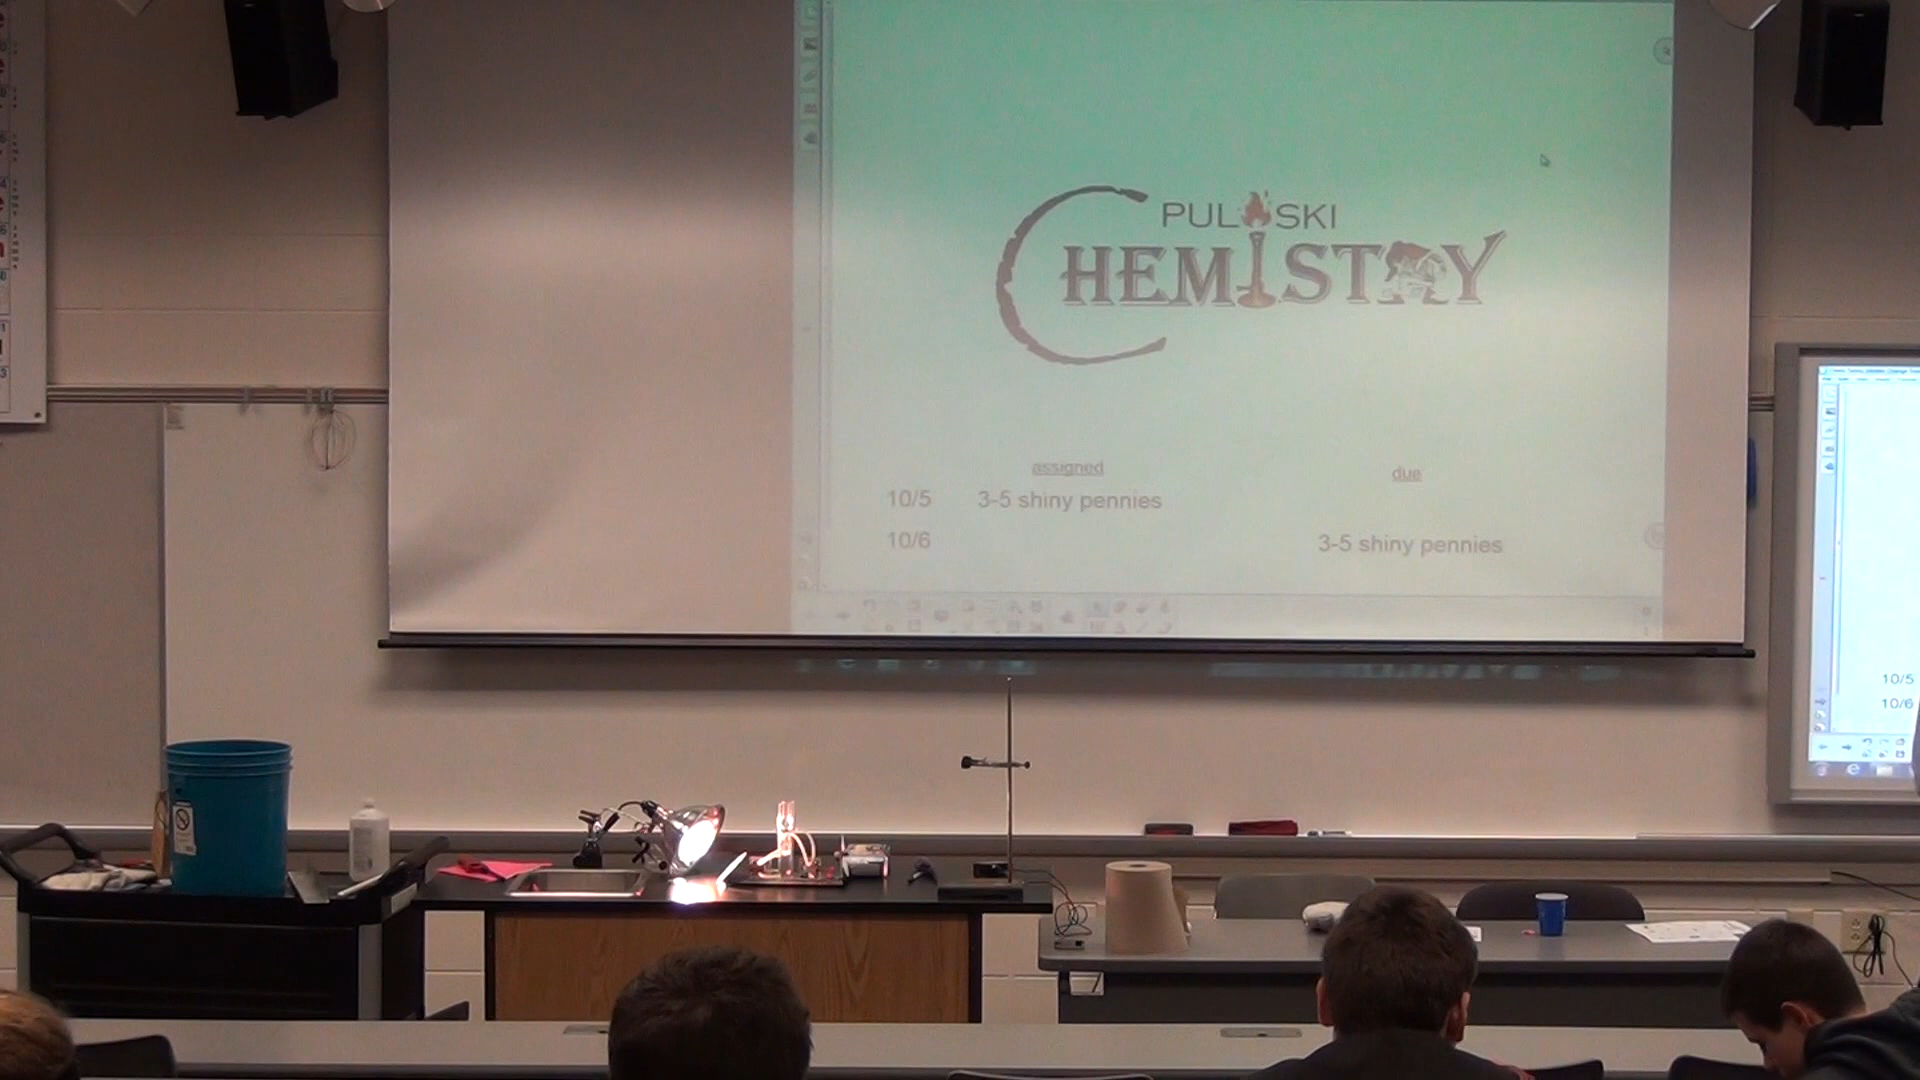 PULASKI
CHEMISTRY
assigned due
10/5 3-5 shiny pennies
10/6 3-5 shiny pennies
10/5
10/6